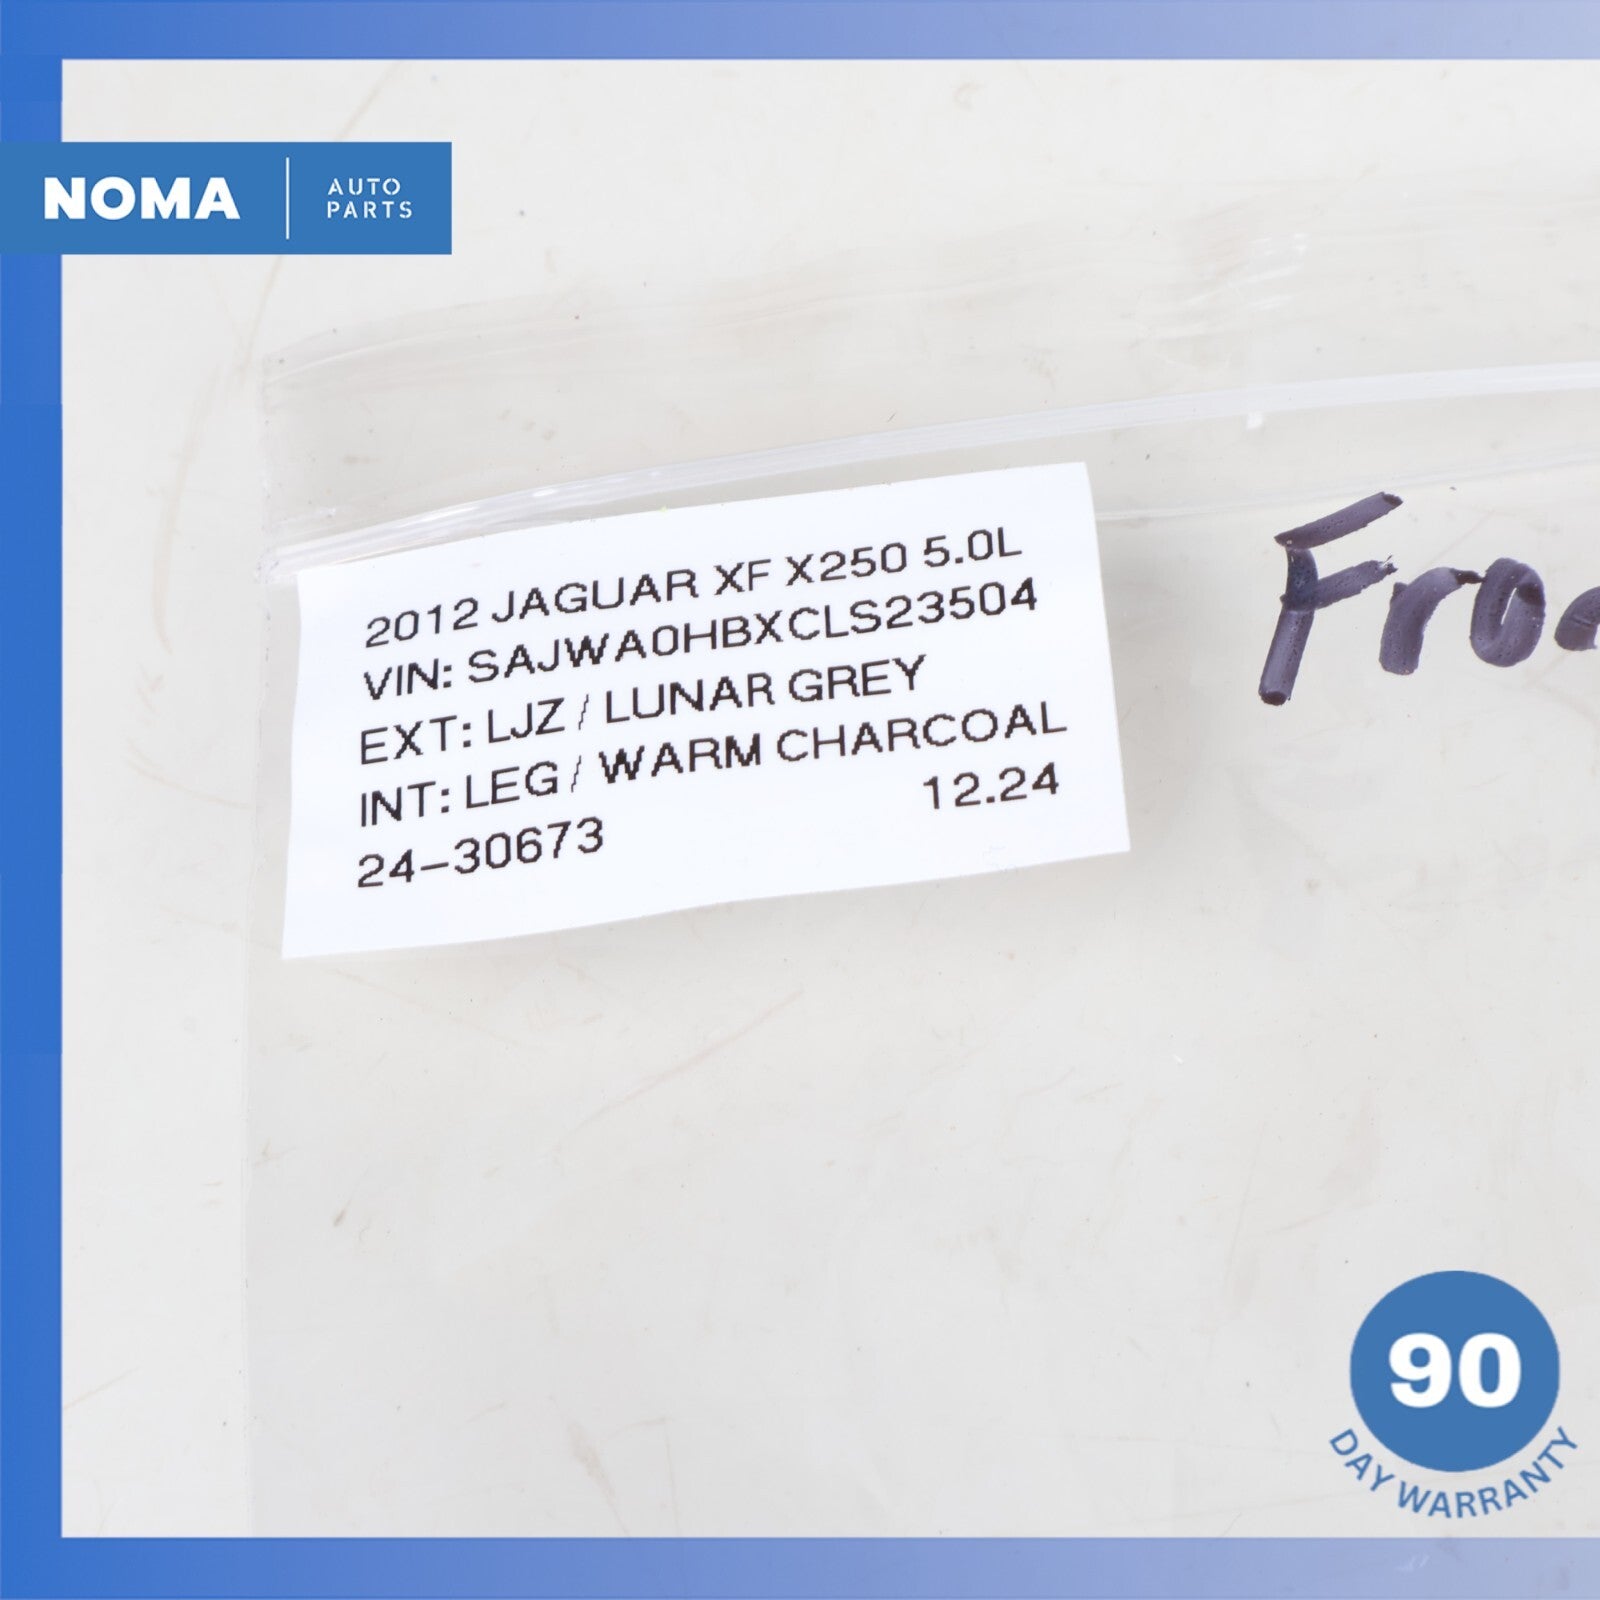 NOMA
AUTO
PARTS
2012 JAGUAR XF X250 5.0L
VIN: SAJWA0HBXCLS23504
EXT: LJZ / LUNAR GREY
INT: LEG / WARM CHARCOAL
24-30673 12.24
90
DAY WARRANTY